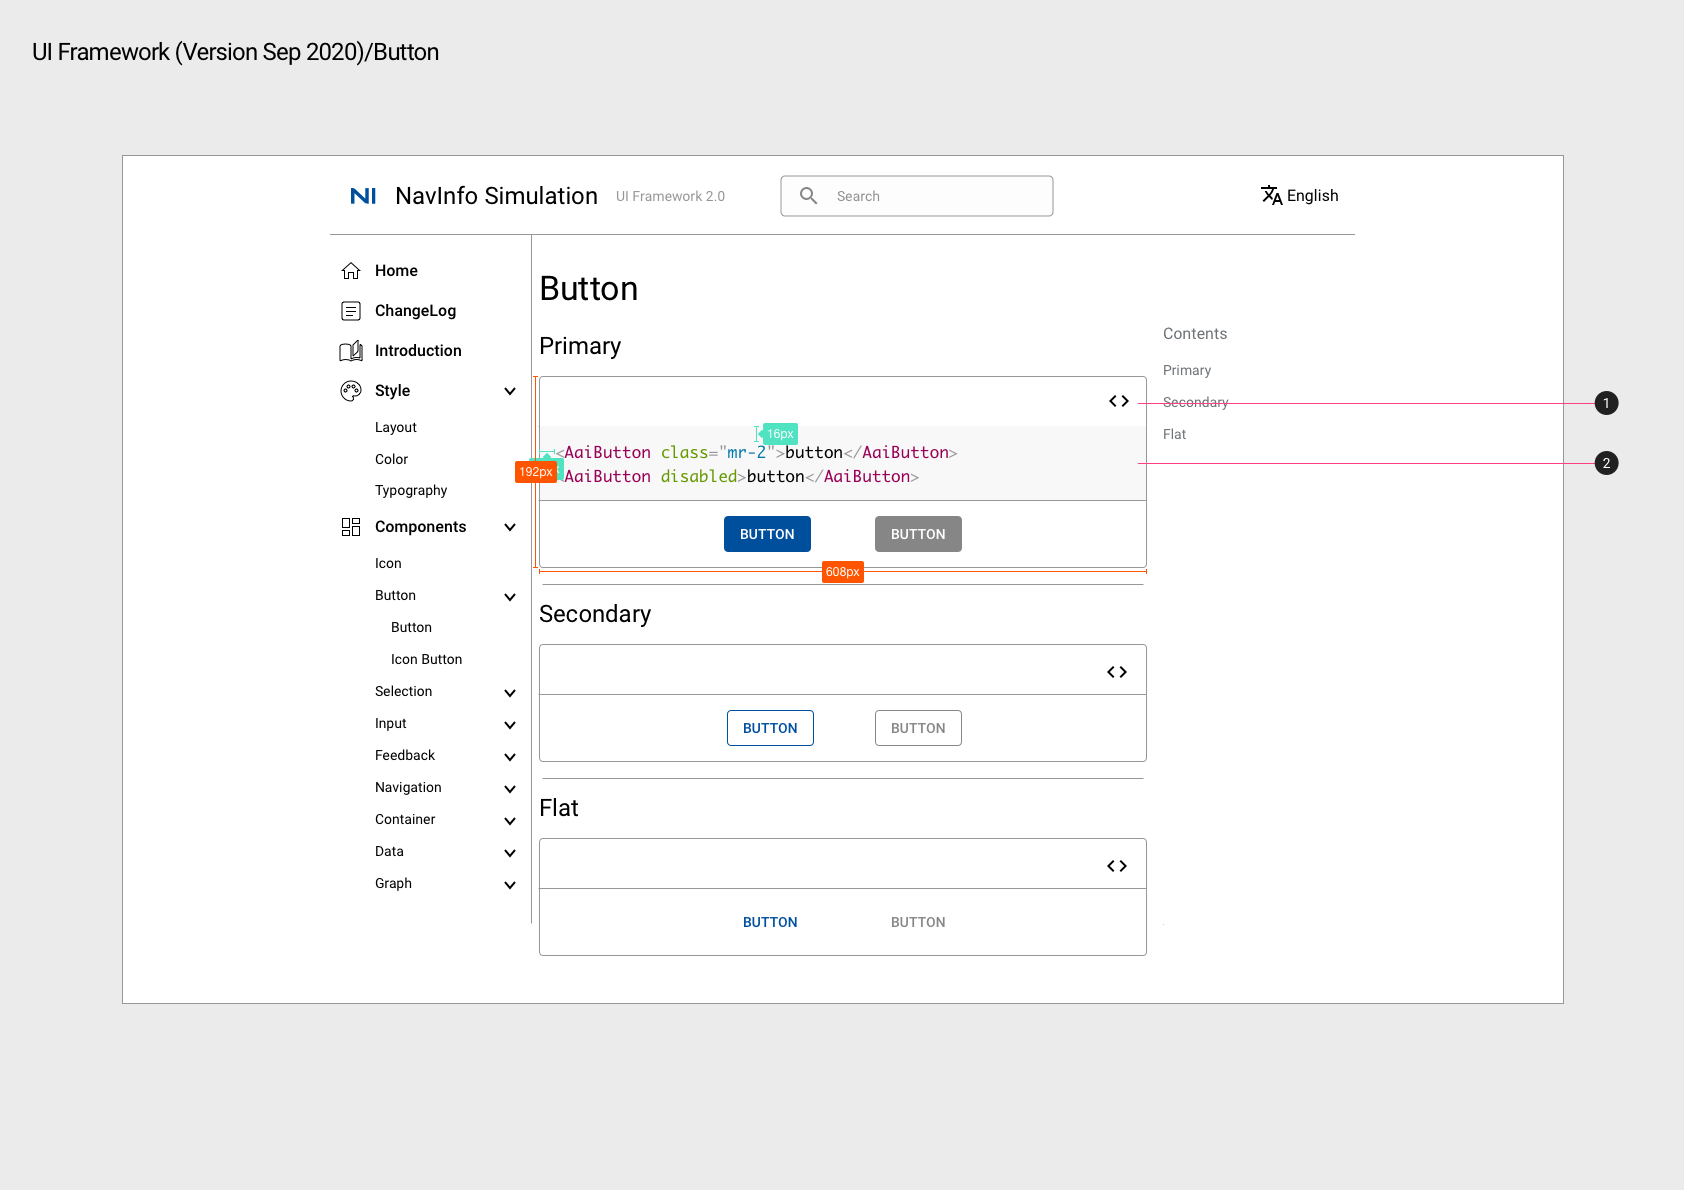 UI Framework (Version Sep 2020)/Button
NI NavInfo Simulation UI Framework 2.0 Search English
Home
ChangeLog
Introduction
Style
Layout
Color
Typography
Components
Icon
Button
Button
Icon Button
Selection
Input
Feedback
Navigation
Container
Data
Graph
Button
Primary
1
16px
<AaiButton class="mr-2">button</AaiButton>
192px
AaiButton disabled>button</AaiButton>
2
BUTTON BUTTON
608px
Secondary
BUTTON BUTTON
Flat
BUTTON BUTTON
Contents
Primary
Secondary
Flat